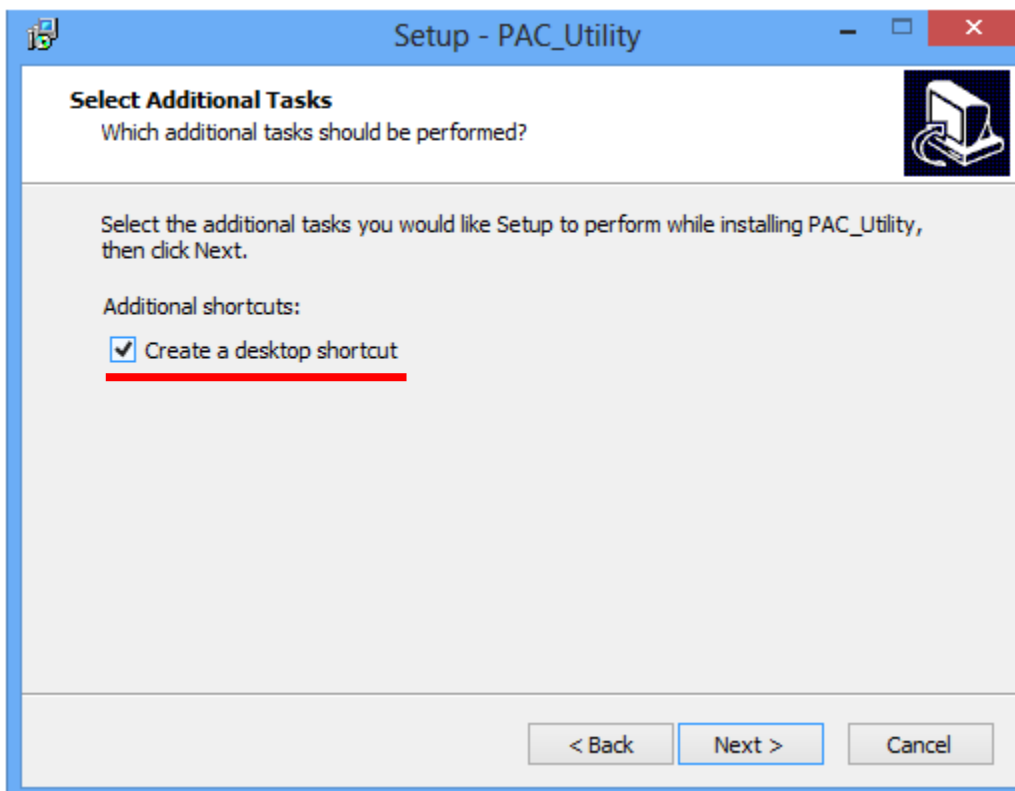 Setup - PAC_Utility
Select Additional Tasks
Which additional tasks should be performed?
Select the additional tasks you would like Setup to perform while installing PAC_Utility,
then click Next.
Additional shortcuts:
Create a desktop shortcut
< Back
Next >
Cancel